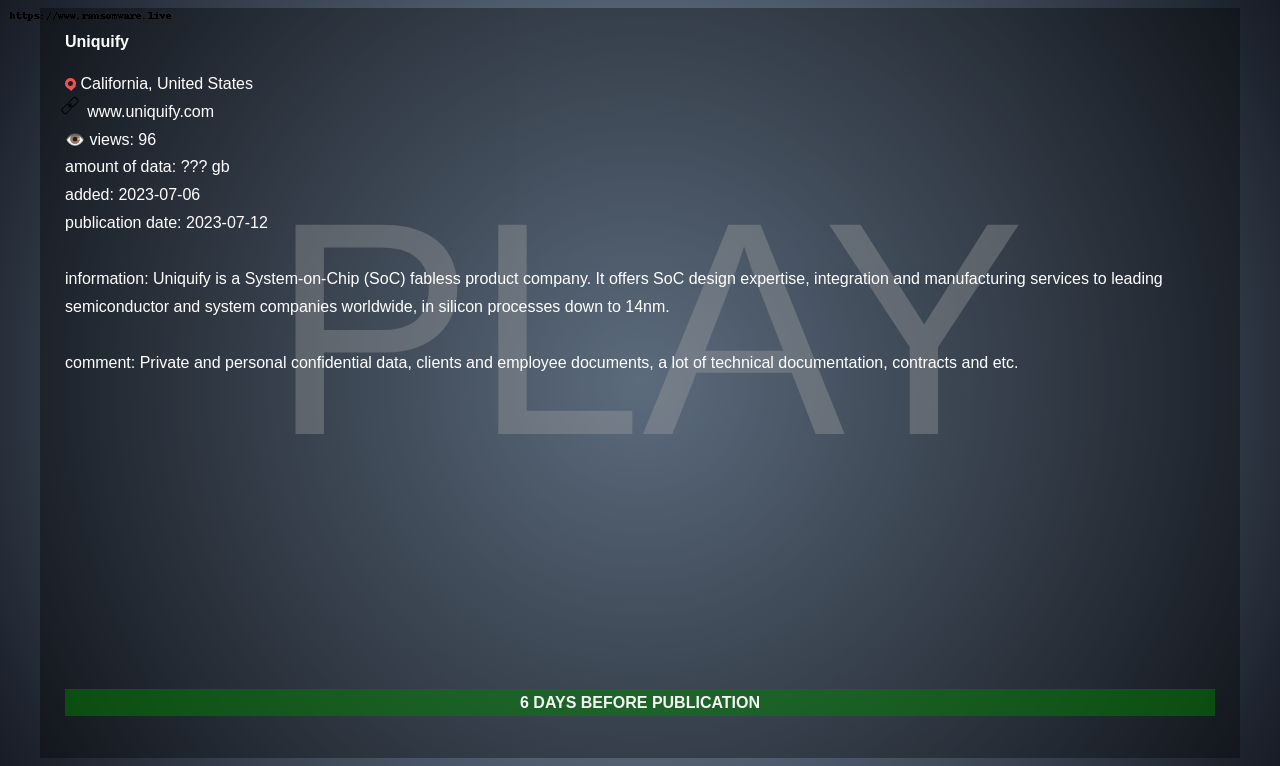 https://www.ransomware.live
Uniquify
California, United States
www.uniquify.com
views: 96
amount of data: ??? gb
added: 2023-07-06
publication date: 2023-07-12
PLAY
information: Uniquify is a System-on-Chip (SoC) fabless product company. It offers SoC design expertise, integration and manufacturing services to leading
semiconductor and system companies worldwide, in silicon processes down to 14nm.
comment: Private and personal confidential data, clients and employee documents, a lot of technical documentation, contracts and etc.
6 DAYS BEFORE PUBLICATION